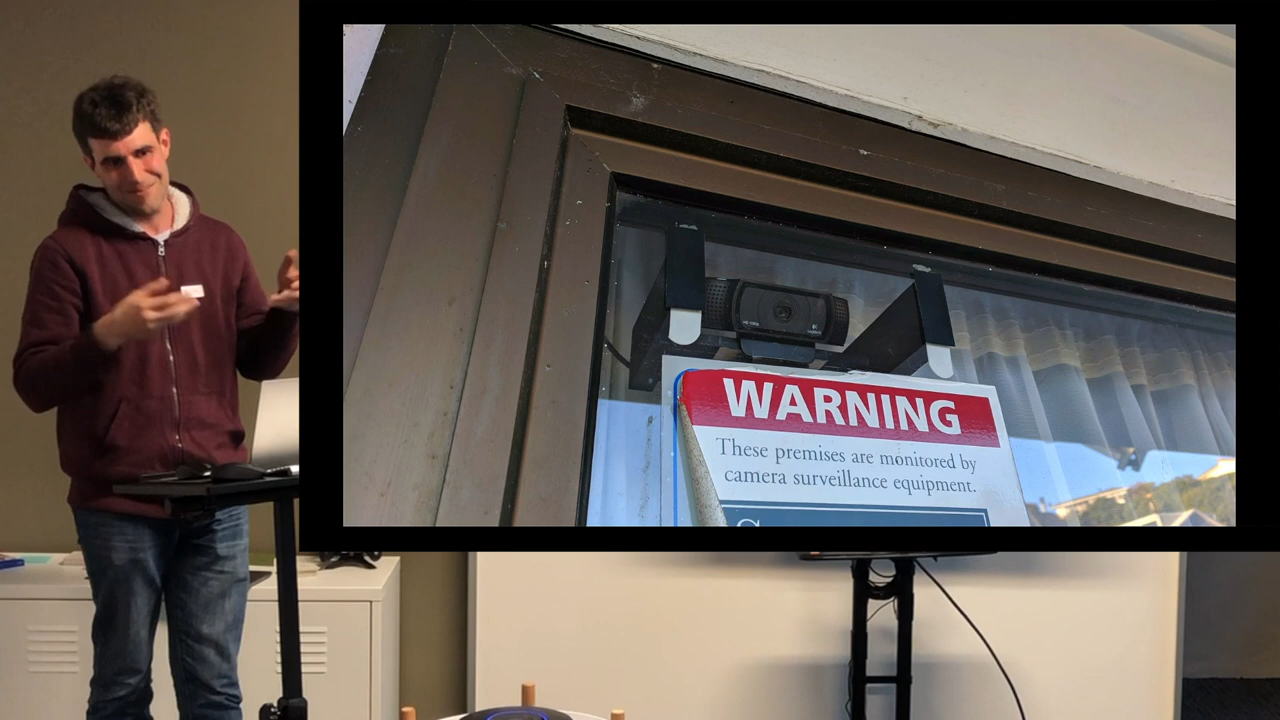 WARNING
These premises are monitored by
camera surveillance equipment.